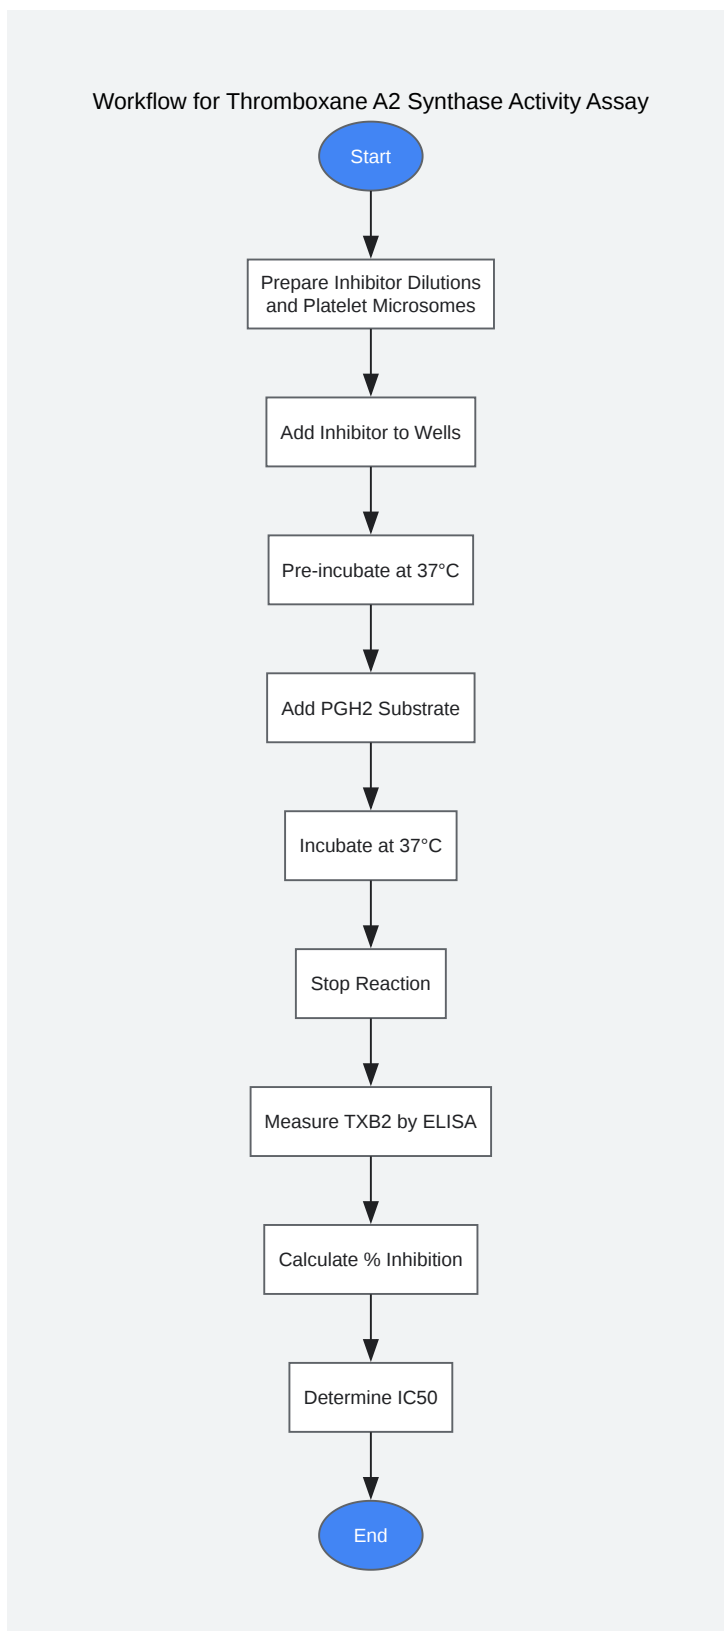 Workflow for Thromboxane A2 Synthase Activity Assay
Start
Prepare Inhibitor Dilutions
and Platelet Microsomes
Add Inhibitor to Wells
Pre-incubate at 37°C
Add PGH2 Substrate
Incubate at 37°C
Stop Reaction
Measure TXB2 by ELISA
Calculate % Inhibition
Determine IC50
End